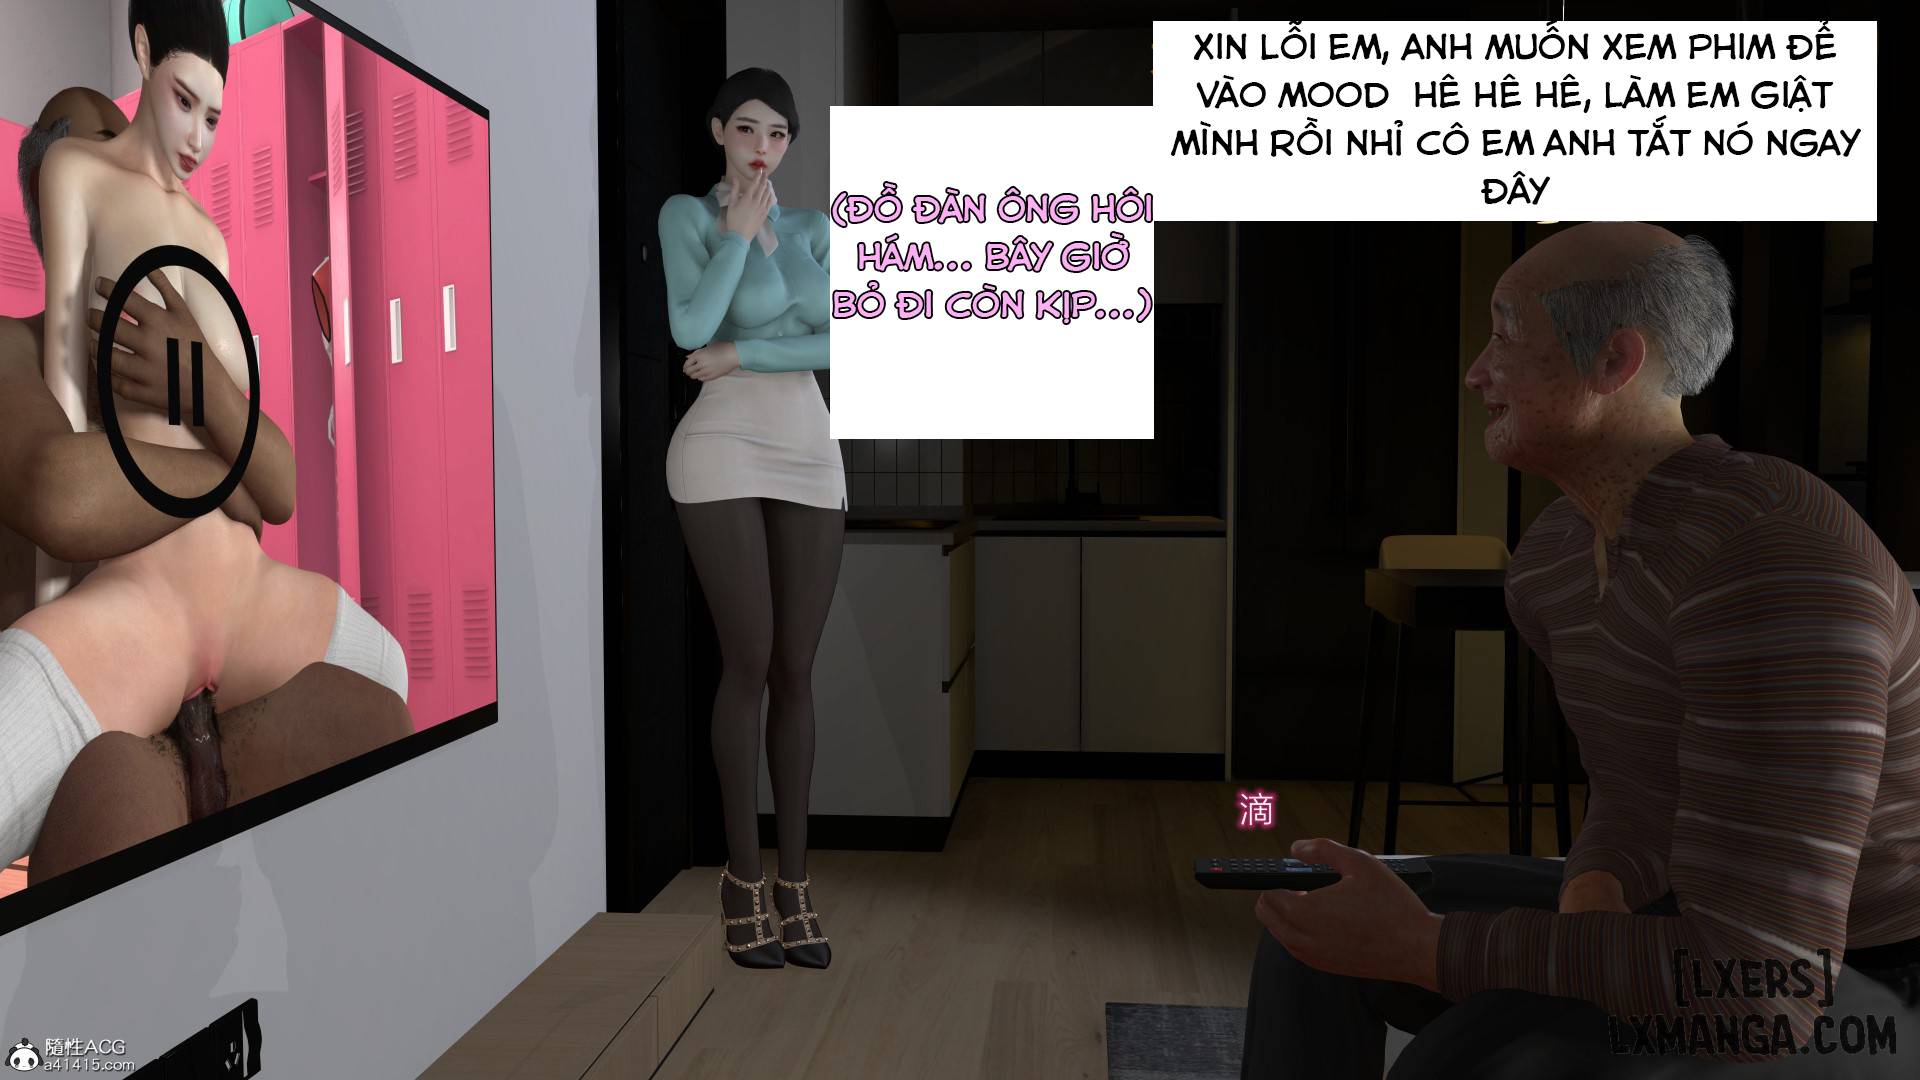 XIN LỖI EM, ANH MUỐN XEM PHIM ĐỂ
VÀO MOOD HÊ HÊ HÊ, LÀM EM GIẬT
MÌNH RỒI NHỈ CÔ EM ANH TẮT NÓ NGAY
ĐÂY
(ĐỒ ĐÀN ÔNG HÔI
HÁM... BÂY GIỜ
BỎ ĐI CÒN KỊP...)
滴
[LXERS]
LXMANGA.COM
隨性ACG
a41415.com